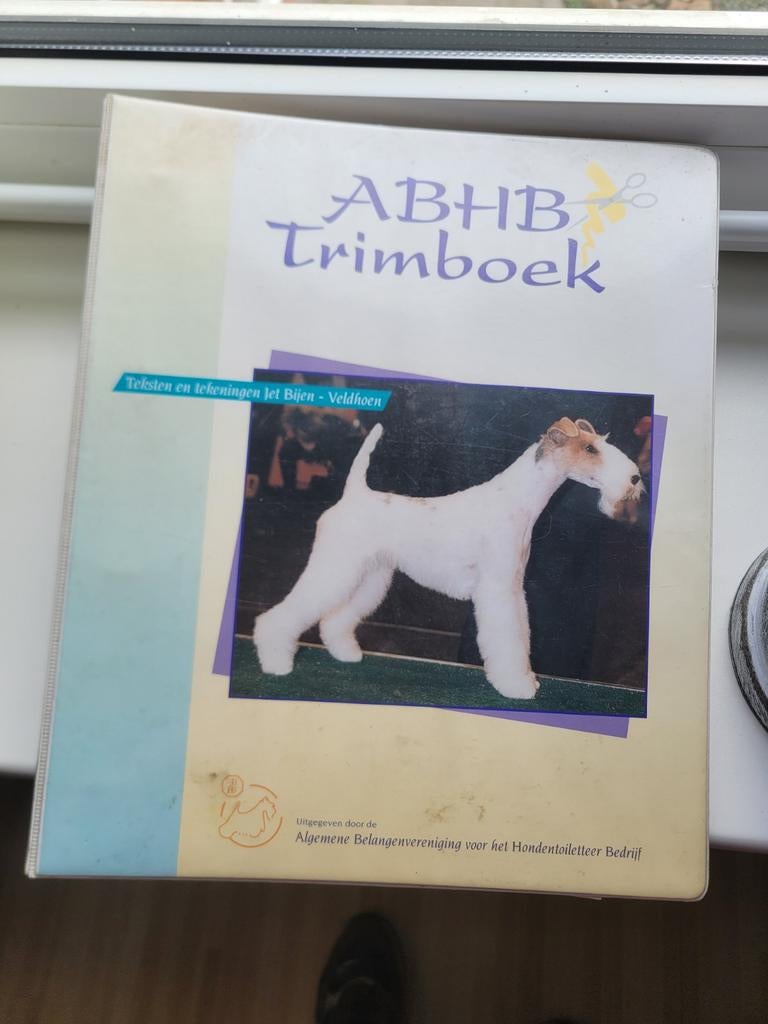 ABHB
Trimboek
Teksten en tekeningen Jet Bijen - Veldhoen
Uitgegeven door de
Algemene Belangenvereniging voor het Hondentoiletteer Bedrijf